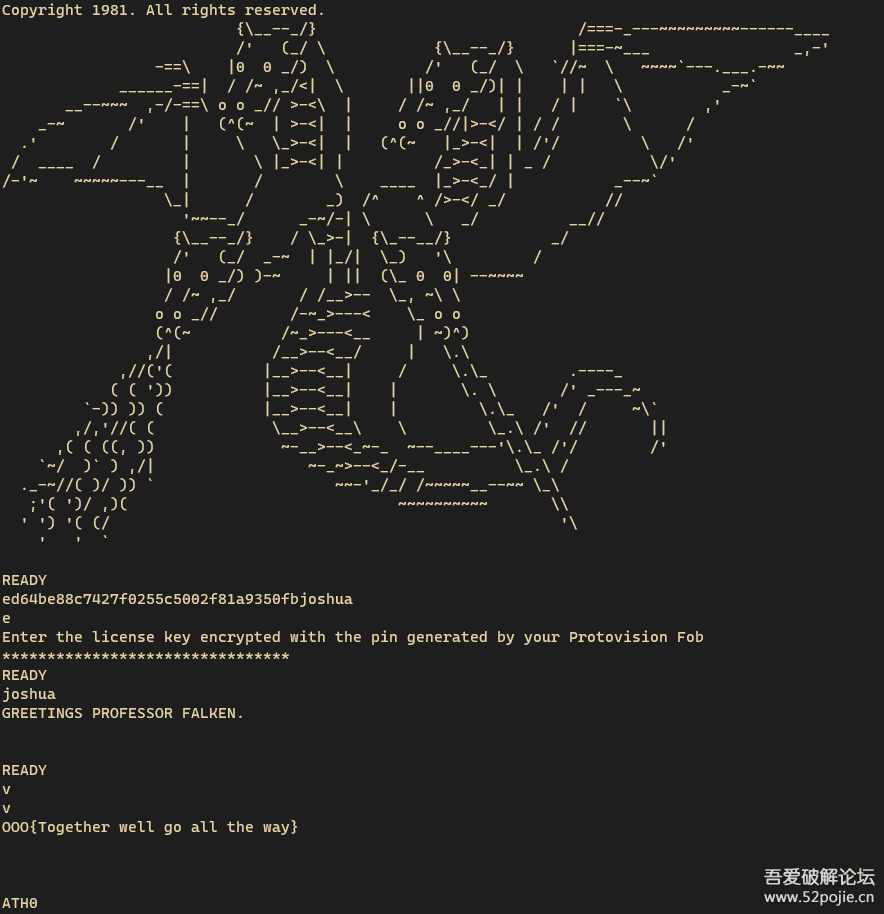 Copyright 1981. All rights reserved.
READY
ed64be88c7427f0255c5002f81a9350fbjoshua
e
Enter the license key encrypted with the pin generated by your Protovision Fob
********************************
READY
joshua
GREETINGS PROFESSOR FALKEN.
READY
v
v
OOO{Together well go all the way}
吾爱破解论坛
www.52pojie.cn
ATH0